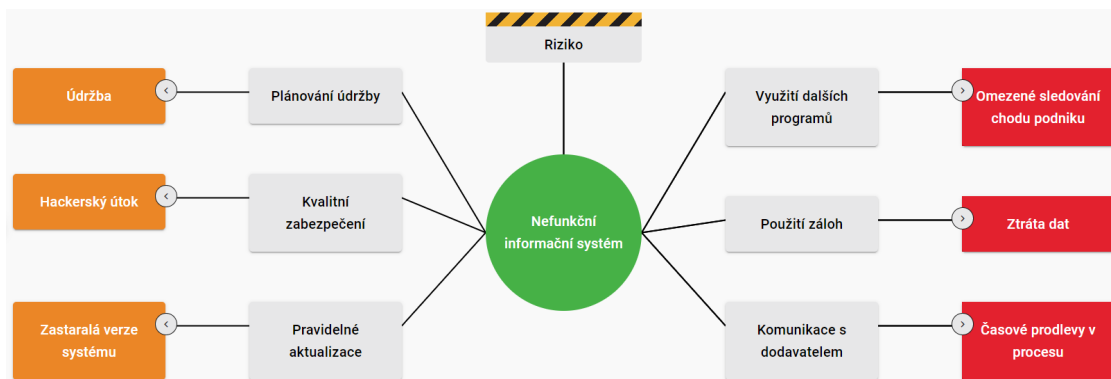 Riziko
Údržba
Plánování údržby
Využití dalších
programů
Omezené sledování
chodu podniku
Hackerský útok
Kvalitní
zabezpečení
Nefunkční
informační systém
Použití záloh
Ztráta dat
Zastaralá verze
systému
Pravidelné
aktualizace
Komunikace s
dodavatelem
Časové prodlevy v
procesu